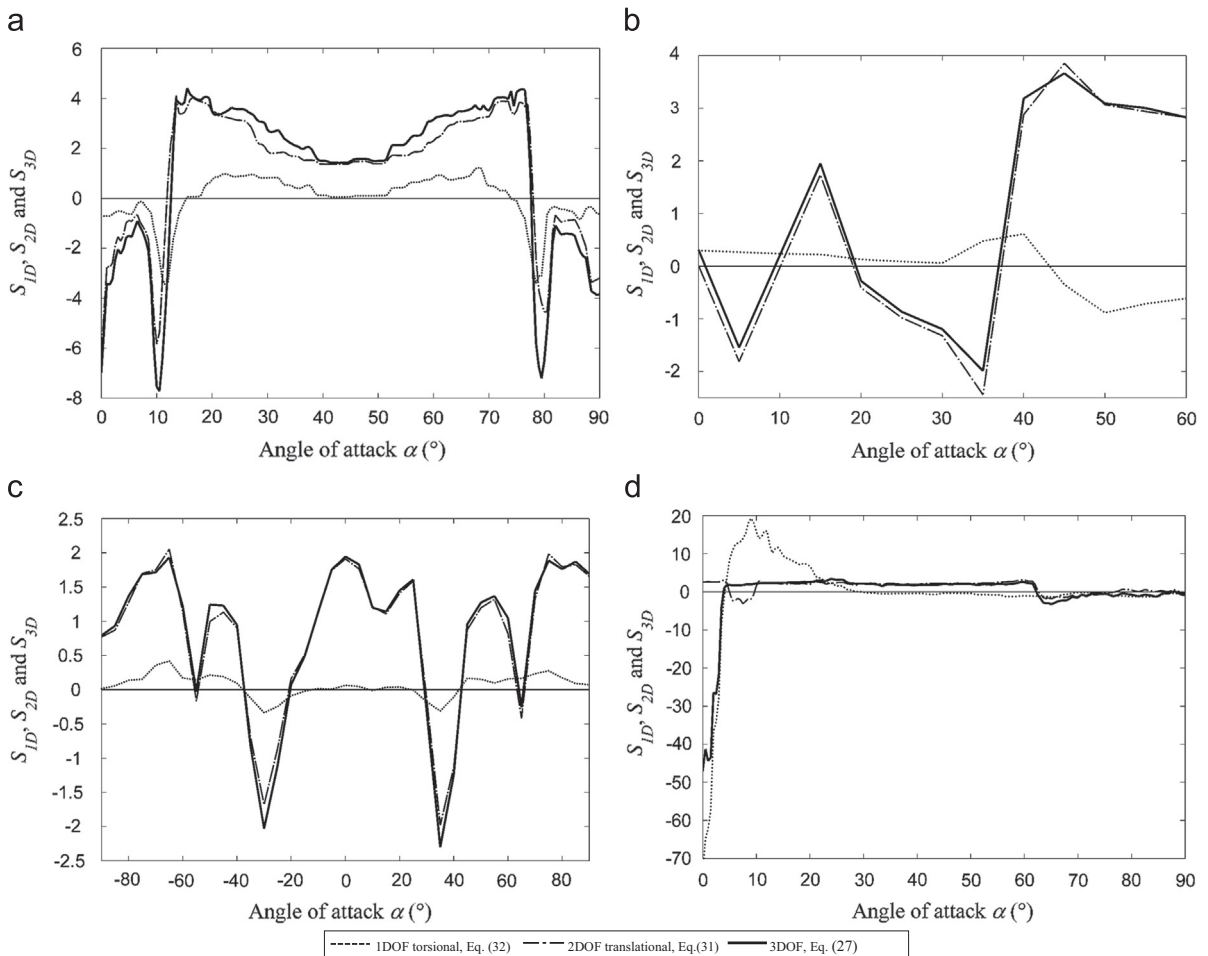 a
6
4
2
0
-2
-4
-6
-8
S1D, S2D and S3D
0 10 20 30 40 50 60 70 80 90
Angle of attack α (°)
b
4
3
2
1
0
-1
-2
S1D, S2D and S3D
0 10 20 30 40 50 60
Angle of attack α (°)
c
2.5
2
1.5
1
0.5
0
-0.5
-1
-1.5
-2
-2.5
S1D, S2D and S3D
-80 -60 -40 -20 0 20 40 60 80
Angle of attack α (°)
d
20
10
0
-10
-20
-30
-40
-50
-60
-70
S1D, S2D and S3D
0 10 20 30 40 50 60 70 80 90
Angle of attack α (°)
1DOF torsional, Eq. (32) 2DOF translational, Eq.(31) 3DOF, Eq. (27)